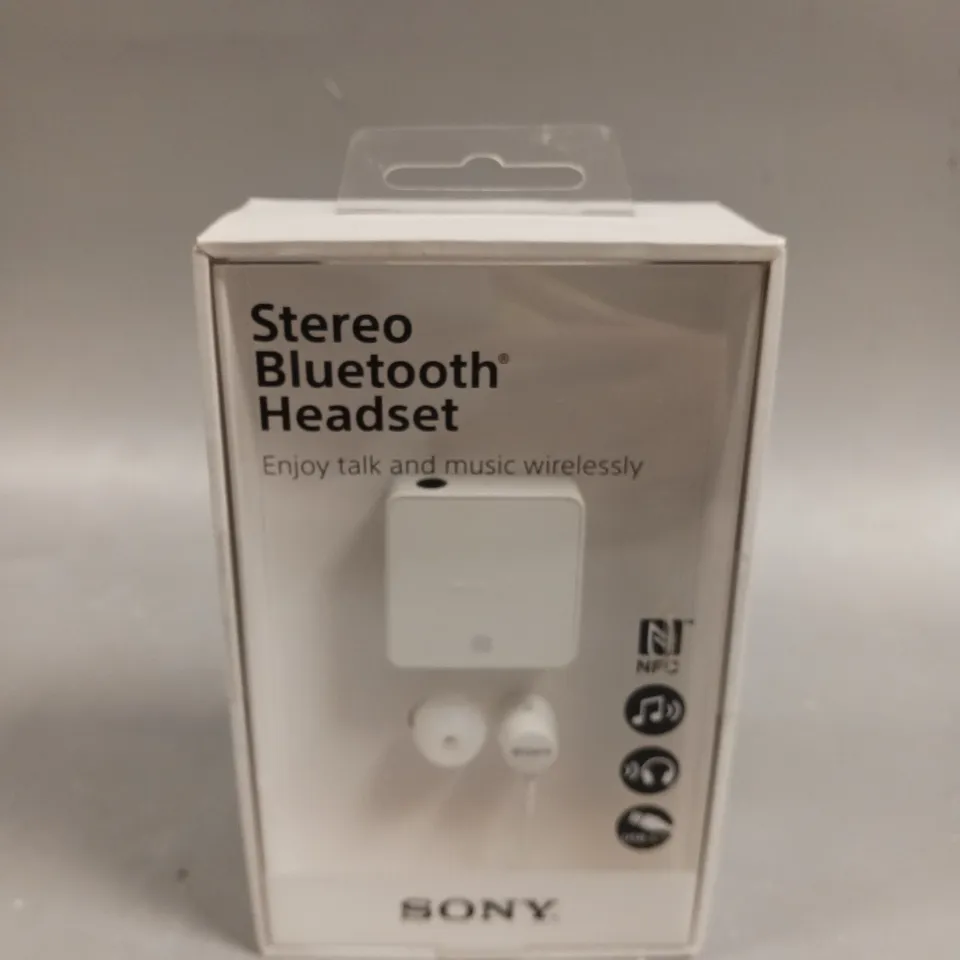 Stereo
Bluetooth®
Headset
Enjoy talk and music wirelessly
NFC
SONY